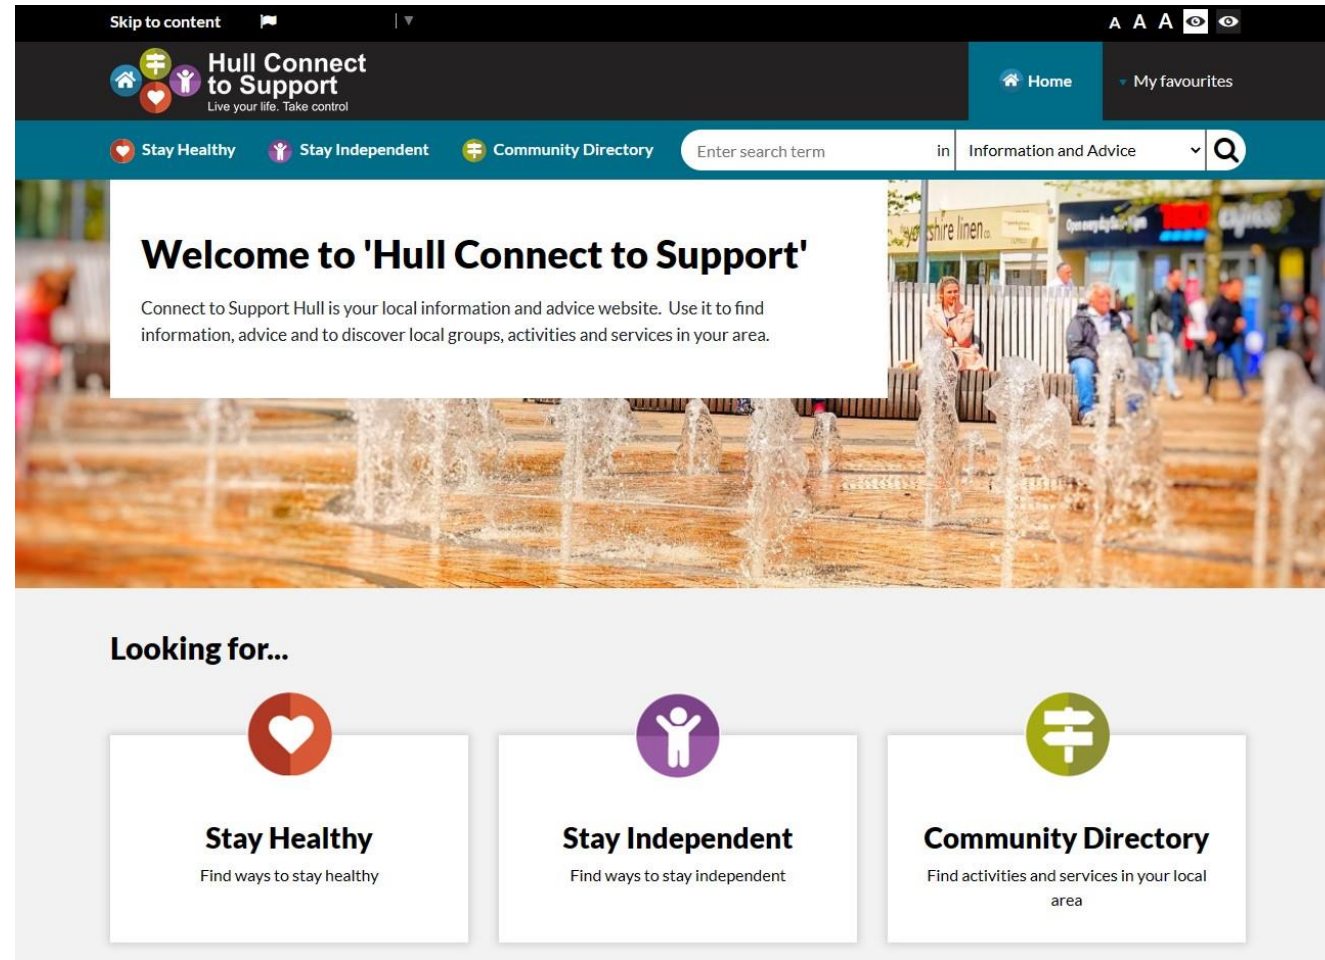 Skip to content
A A A
Hull Connect
to Support
Live your life. Take control
Home
My favourites
Stay Healthy
Stay Independent
Community Directory
Enter search term
in
Information and Advice
Welcome to 'Hull Connect to Support'
Connect to Support Hull is your local information and advice website. Use it to find
information, advice and to discover local groups, activities and services in your area.
linen
Looking for...
Stay Healthy
Find ways to stay healthy
Stay Independent
Find ways to stay independent
Community Directory
Find activities and services in your local
area